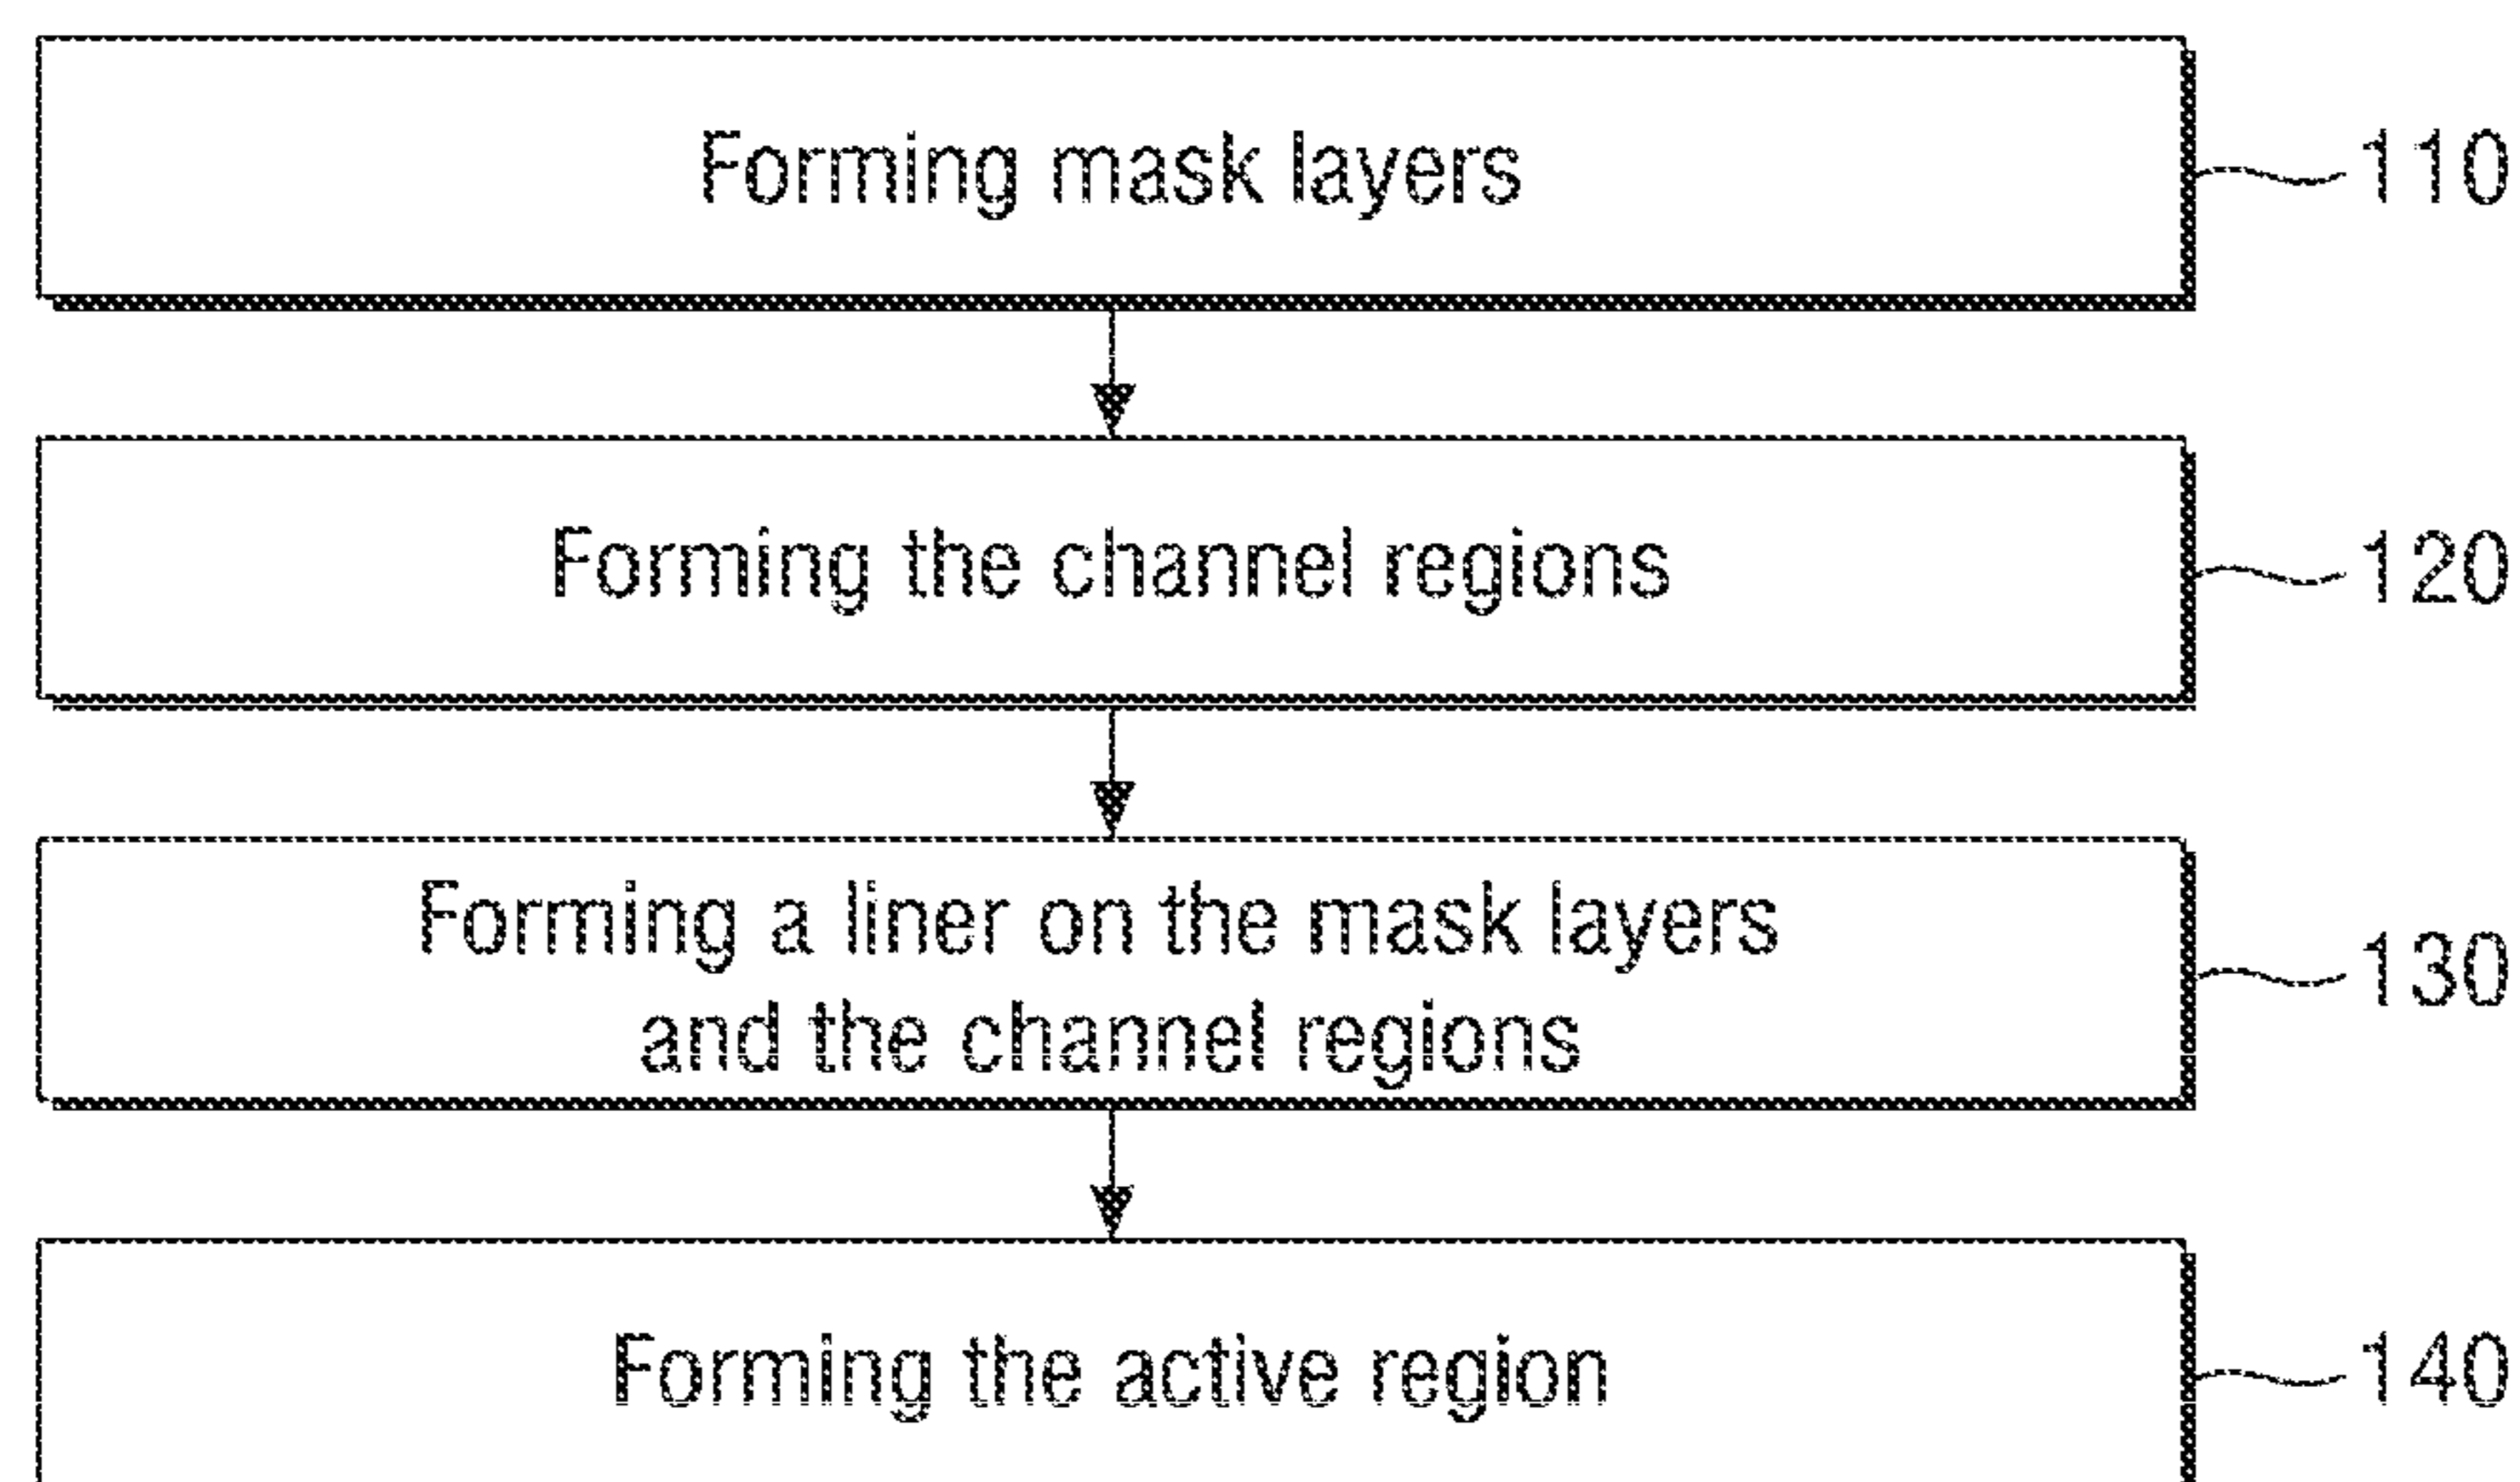 Forming mask layers
110
Forming the channel regions
120
Forming a liner on the mask layers
and the channel regions
130
Forming the active region
140